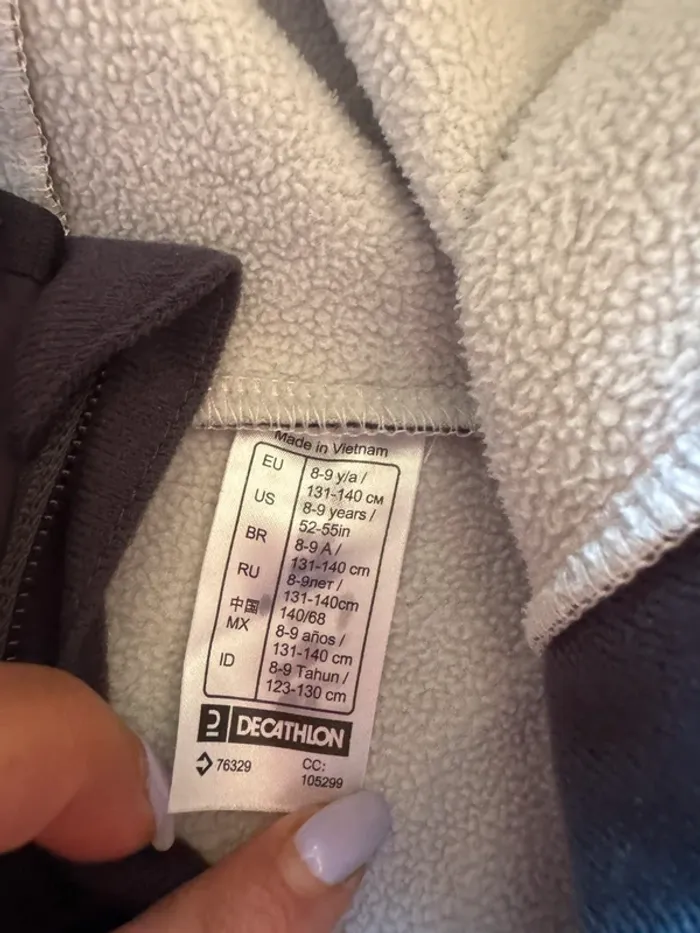 Made in Vietnam
EU 8-9 y/a /
131-140 см
US 8-9 years /
52-55in
BR 8-9 A /
131-140 cm
RU 8-9лет /
131-140cm
中国 140/68
MX 8-9 años /
131-140 cm
ID 8-9 Tahun /
123-130 cm
DECATHLON
76329 CC:
105299